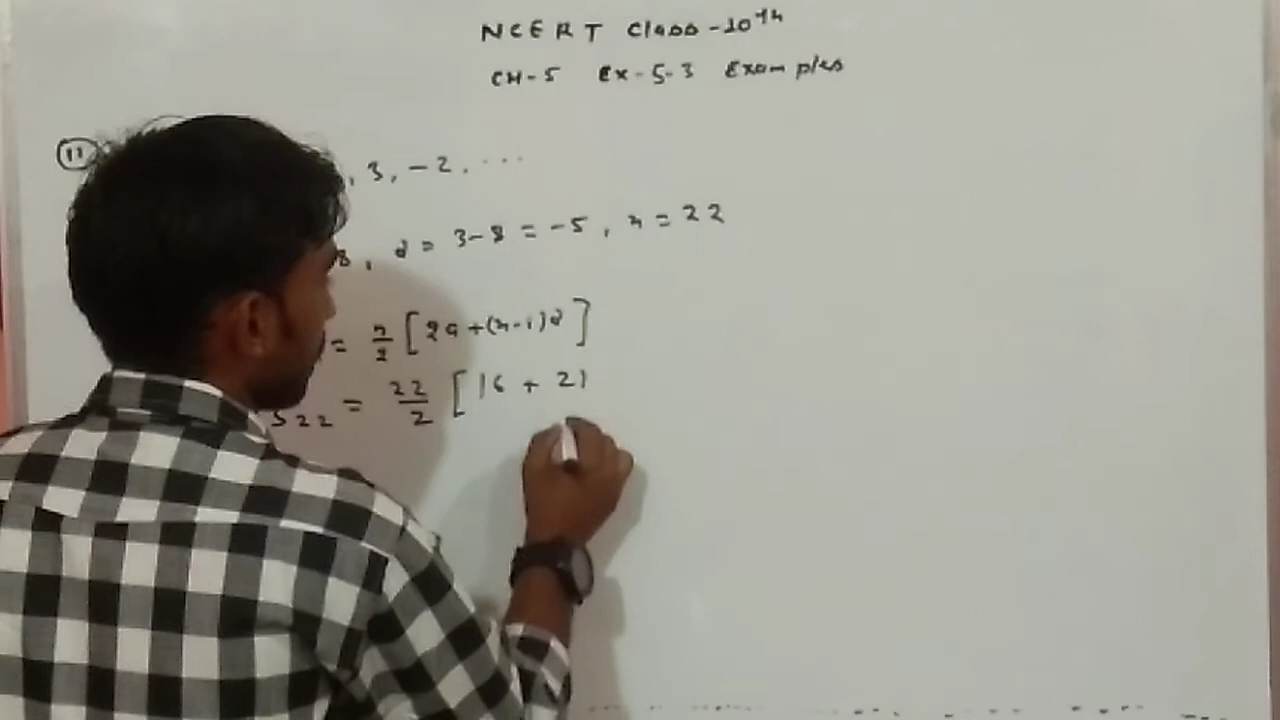 NCERT Class-10th
CH-5 Ex-5.3 Examples
11 , 3, -2, ...
8, d = 3-8 = -5, n = 22
= n/2 [2a+(n-1)d]
S22 = 22/2 [16 + 21